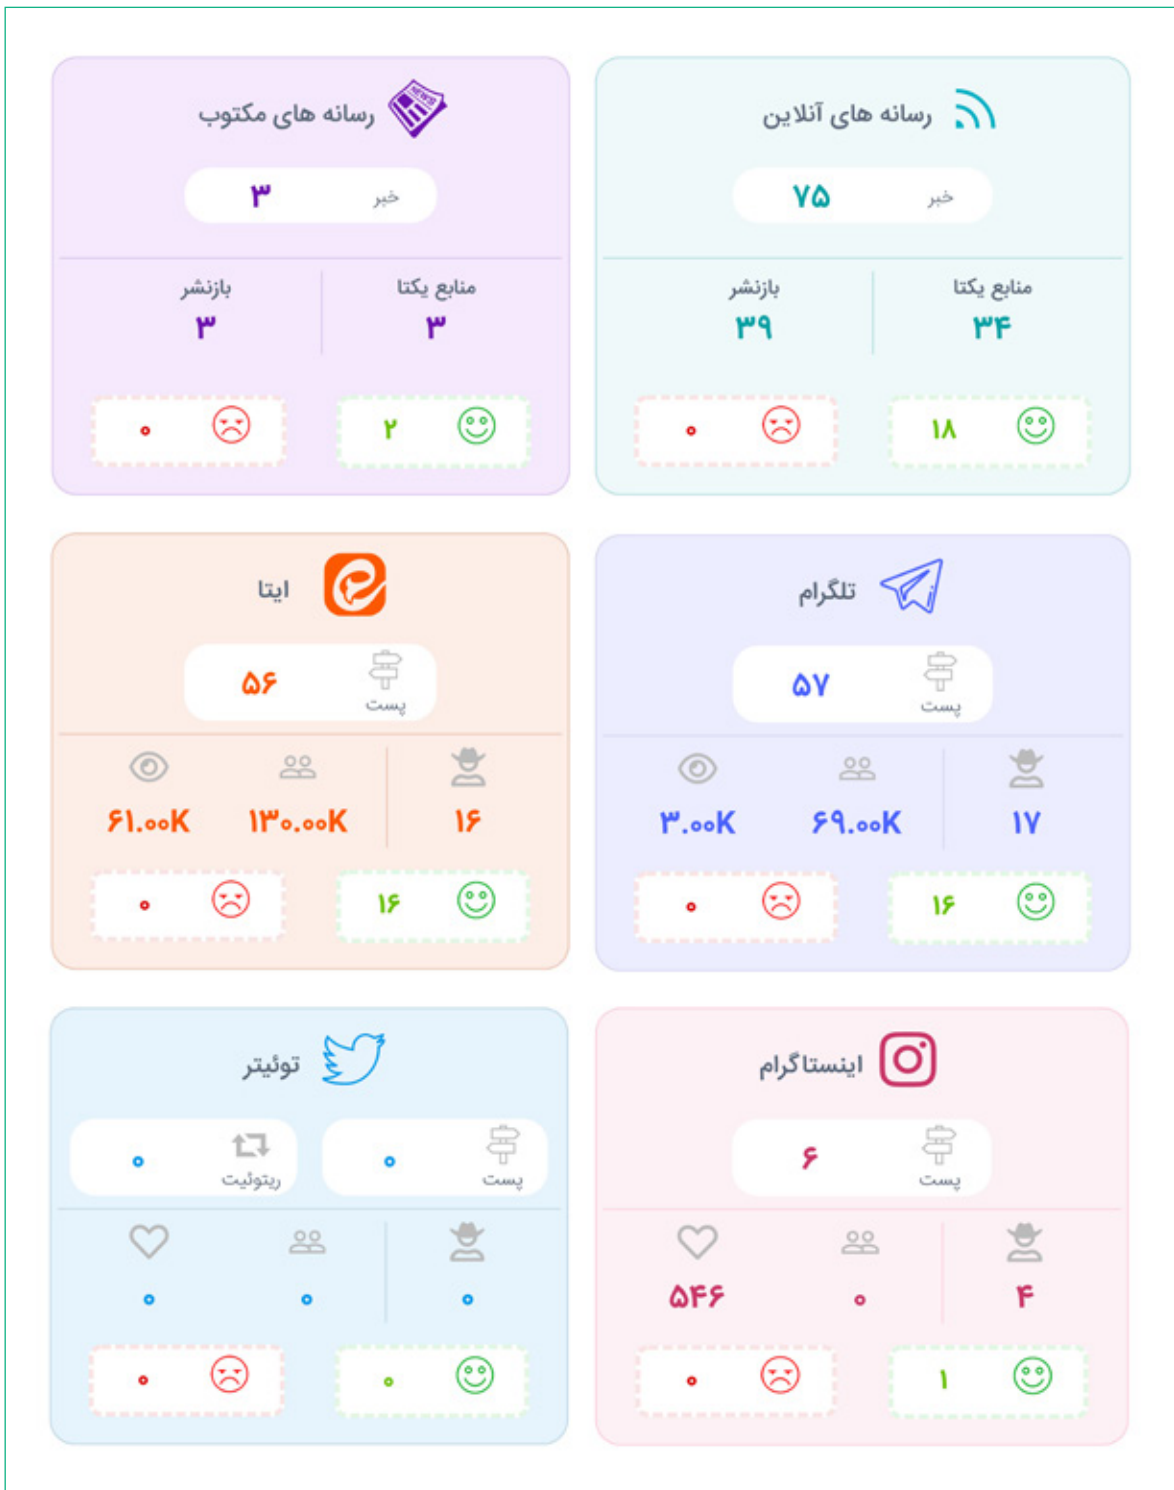 رسانه های آنلاین
خبر ۷۵
منابع یکتا بازنشر
۳۴ ۳۹
۱۸ ۰
رسانه های مکتوب
NEWS
خبر ۳
منابع یکتا بازنشر
۳ ۳
۲ ۰
تلگرام
۵۷
پست
۱۷ ۶۹.۰۰K ۳.۰۰K
۱۶ ۰
ایتا
۵۶
پست
۱۶ ۱۳۰.۰۰K ۶۱.۰۰K
۱۶ ۰
اینستاگرام
۶
پست
۴ ۰ ۵۴۶
۱ ۰
توئیتر
۰ ۰
پست ریتوئیت
۰ ۰ ۰
۰ ۰